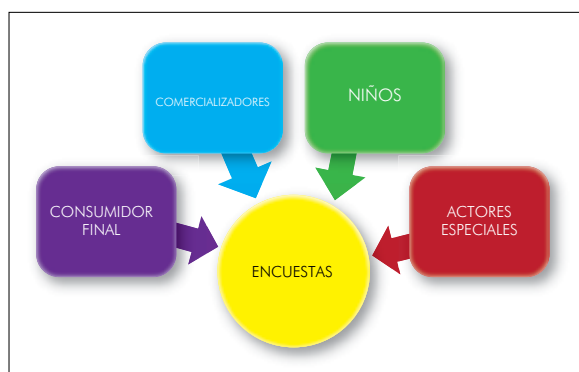 COMERCIALIZADORES
NIÑOS
CONSUMIDOR
FINAL
ACTORES
ESPECIALES
ENCUESTAS